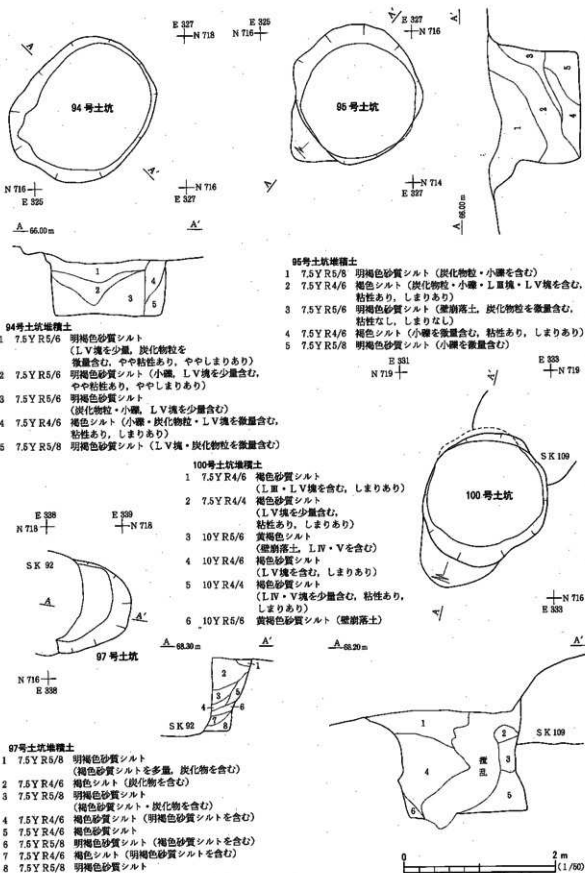 E 327
N 718
A
94号土坑
A'
N 716
E 325
N 716
E 327
A
66.00m
A'
1
2
3
4
5
94号土坑堆積土
1 7.5YR5/6 明褐色砂質シルト
(LⅤ塊を少量, 炭化物粒を
微量含む, やや粘性あり, ややしまりあり)
2 7.5YR5/6 明褐色砂質シルト (小礫, LⅤ塊を少量含む,
やや粘性あり, ややしまりあり)
3 7.5YR5/6 明褐色砂質シルト
(炭化物粒・小礫, LⅤ塊を少量含む)
4 7.5YR4/6 褐色シルト (小礫・炭化物粒・LⅤ塊を微量含む,
粘性あり, しまりあり)
5 7.5YR5/8 明褐色砂質シルト (LⅤ塊・炭化物粒を微量含む)
E 325
N 716
A'
E 327
N 716
95号土坑
A
N 714
E 327
A'
3
5
2
4
1
A
66.00m
95号土坑堆積土
1 7.5YR5/8 明褐色砂質シルト (炭化物粒・小礫を含む)
2 7.5YR4/6 褐色シルト (炭化物粒・小礫・LⅢ塊・LⅤ塊を含む,
粘性あり, しまりあり)
3 7.5YR5/6 明褐色砂質シルト (壁崩落土, 炭化物粒を微量含む,
粘性なし, しまりなし)
4 7.5YR4/6 褐色シルト (小礫を微量含む, 粘性あり, しまりあり)
5 7.5YR5/8 明褐色砂質シルト (小礫を微量含む)
E 331
N 719
E 333
N 719
A'
SK 109
100号土坑
A
N 716
E 333
100号土坑堆積土
1 7.5YR4/6 褐色砂質シルト
(LⅢ・LⅤ塊を含む, しまりあり)
2 7.5YR4/4 褐色砂質シルト
(LⅤ塊を少量含む,
粘性あり, しまりあり)
3 10YR5/6 黄褐色シルト
(壁崩落土, LⅣ・Ⅴを含む)
4 10YR4/6 褐色砂質シルト
(LⅤ塊を含む, しまりあり)
5 10YR4/4 褐色砂質シルト
(LⅣ・Ⅴ塊を少量含む, 粘性あり,
しまりあり)
6 10YR5/6 黄褐色砂質シルト (壁崩落土)
E 338
N 718
E 339
N 718
SK 92
A
A'
97号土坑
N 716
E 338
A
68.30m
A'
1
2
3
5
4
6
7
8
SK 92
A
68.20m
A'
1
2
SK 109
3
4
攪乱
5
6
97号土坑堆積土
1 7.5YR5/8 明褐色砂質シルト
(褐色砂質シルトを多量, 炭化物を含む)
2 7.5YR4/6 褐色シルト (炭化物を含む)
3 7.5YR5/8 明褐色砂質シルト
(褐色砂質シルト・炭化物を含む)
4 7.5YR4/6 褐色シルト (明褐色砂質シルトを含む)
5 7.5YR4/6 褐色砂質シルト
6 7.5YR5/8 明褐色砂質シルト (褐色砂質シルトを含む)
7 7.5YR4/6 褐色シルト (明褐色砂質シルトを含む)
8 7.5YR5/8 明褐色砂質シルト
0
2 m
(1/50)